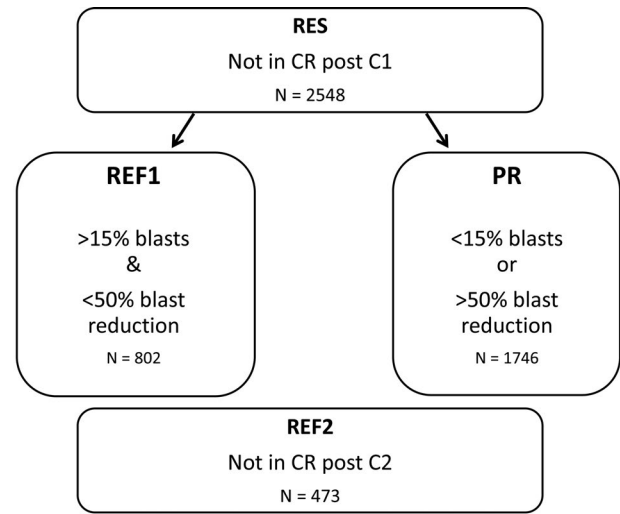 RES
Not in CR post C1
N = 2548
REF1
>15% blasts
&
<50% blast
reduction
N = 802
PR
<15% blasts
or
>50% blast
reduction
N = 1746
REF2
Not in CR post C2
N = 473